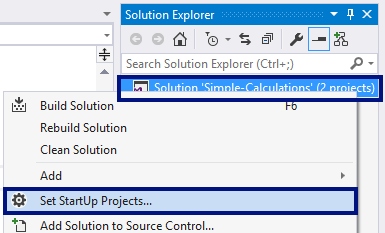 Solution Explorer
Search Solution Explorer (Ctrl+;)
Solution 'Simple-Calculations' (2 projects)
Build Solution F6
Rebuild Solution
Clean Solution
Add
Set StartUp Projects...
Add Solution to Source Control...